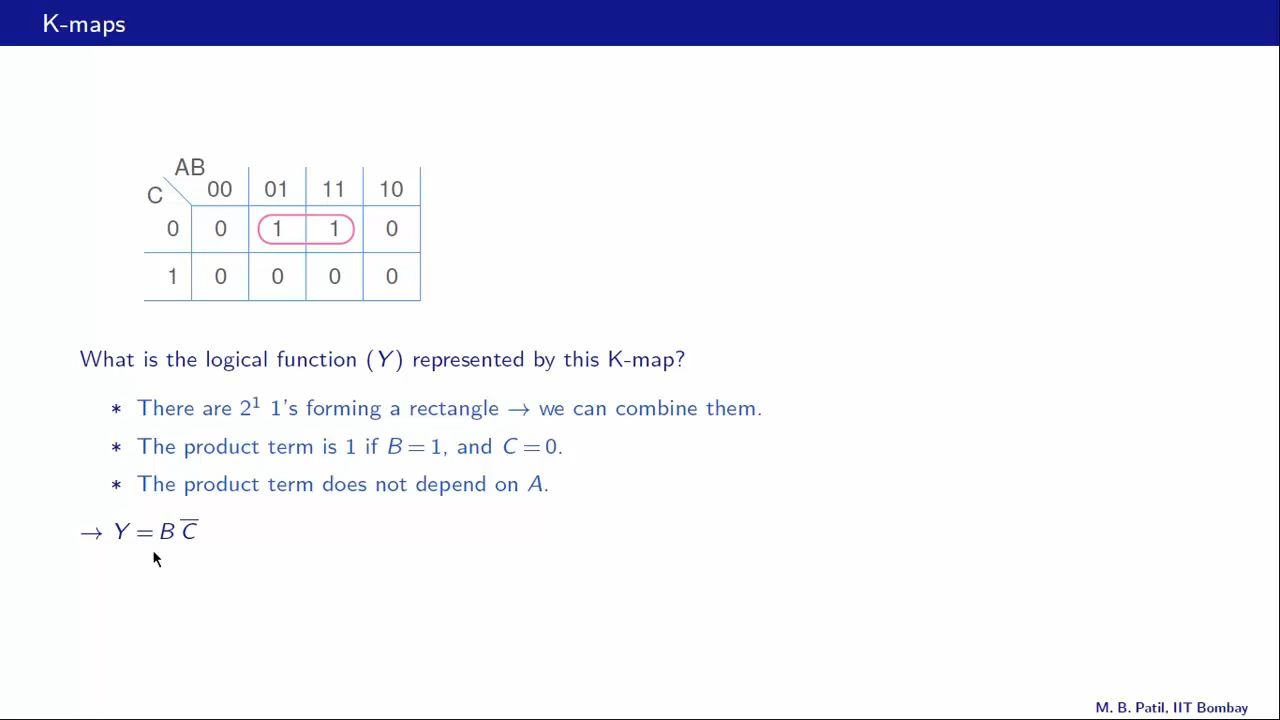 K-maps
AB
C 00 01 11 10
0 0 1 1 0
1 0 0 0 0
What is the logical function (Y) represented by this K-map?
* There are 2¹ 1's forming a rectangle → we can combine them.
* The product term is 1 if B = 1, and C = 0.
* The product term does not depend on A.
→ Y = B C̅
M. B. Patil, IIT Bombay